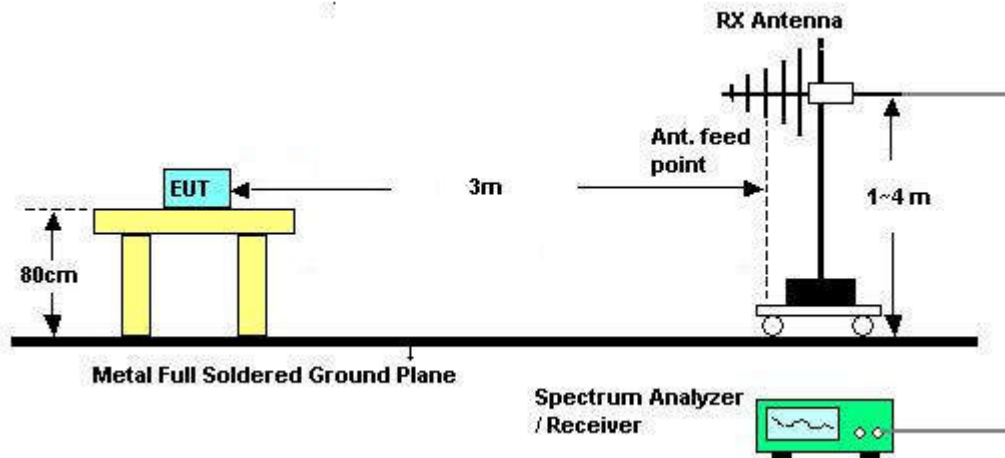 RX Antenna
Ant. feed
point
EUT
3m
1~4 m
80cm
Metal Full Soldered Ground Plane
Spectrum Analyzer
/ Receiver